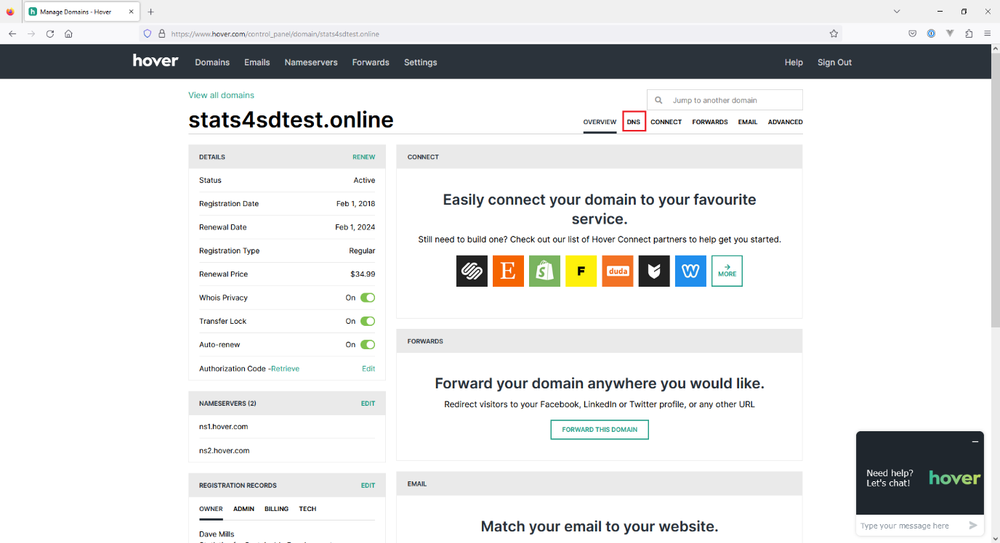 Manage Domains - Hover
https://www.hover.com/control_panel/domain/stats4sdtest.online
hover Domains Emails Nameservers Forwards Settings Help Sign Out
View all domains
Jump to another domain
stats4sdtest.online
OVERVIEW DNS CONNECT FORWARDS EMAIL ADVANCED
DETAILS RENEW
Status Active
Registration Date Feb 1, 2018
Renewal Date Feb 1, 2024
Registration Type Regular
Renewal Price $34.99
Whois Privacy On
Transfer Lock On
Auto-renew On
Authorization Code -Retrieve Edit
NAMESERVERS (2) EDIT
ns1.hover.com
ns2.hover.com
REGISTRATION RECORDS EDIT
OWNER ADMIN BILLING TECH
Dave Mills
CONNECT
Easily connect your domain to your favourite
service.
Still need to build one? Check out our list of Hover Connect partners to help get you started.
E S F duda MORE
FORWARDS
Forward your domain anywhere you would like.
Redirect visitors to your Facebook, LinkedIn or Twitter profile, or any other URL
FORWARD THIS DOMAIN
EMAIL
Match your email to your website.
Need help?
Let's chat!
hover
Type your message here